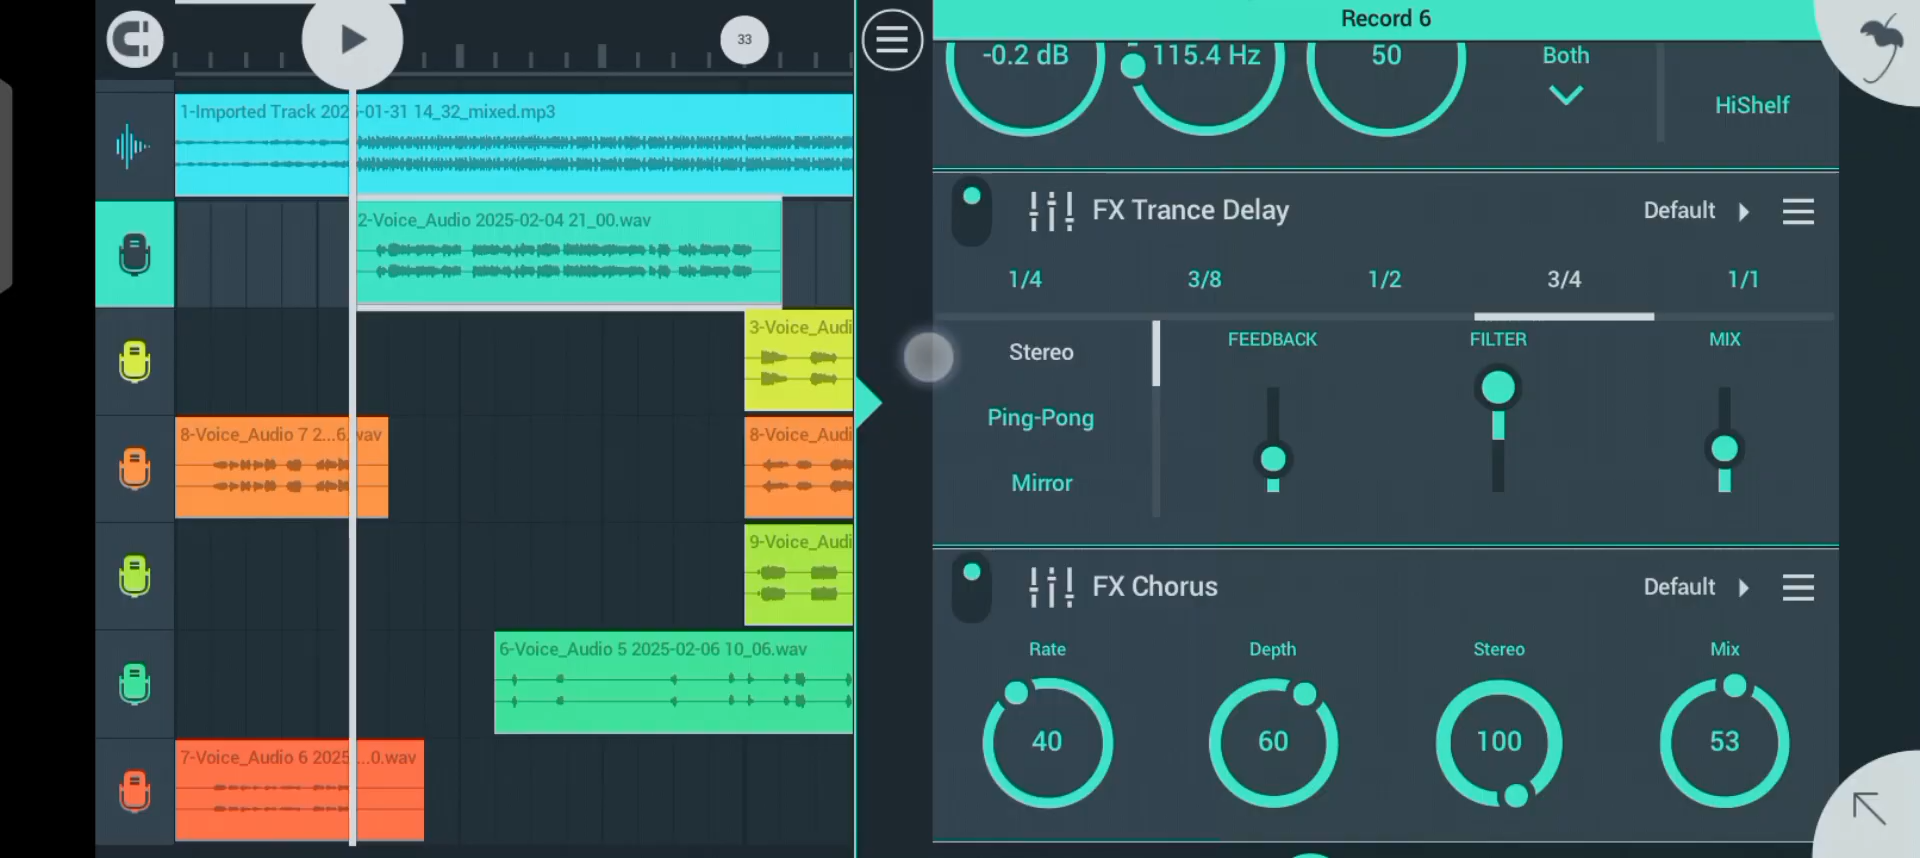 33
1-Imported Track 2025-01-31 14_32_mixed.mp3
2-Voice_Audio 2025-02-04 21_00.wav
3-Voice_Audi
8-Voice_Audio 7 2...6.wav
8-Voice_Audi
9-Voice_Audi
6-Voice_Audio 5 2025-02-06 10_06.wav
7-Voice_Audio 6 2025...0.wav
Record 6
-0.2 dB
115.4 Hz
50
Both
HiShelf
FX Trance Delay
Default
1/4
3/8
1/2
3/4
1/1
Stereo
Ping-Pong
Mirror
FEEDBACK
FILTER
MIX
FX Chorus
Default
Rate
Depth
Stereo
Mix
40
60
100
53